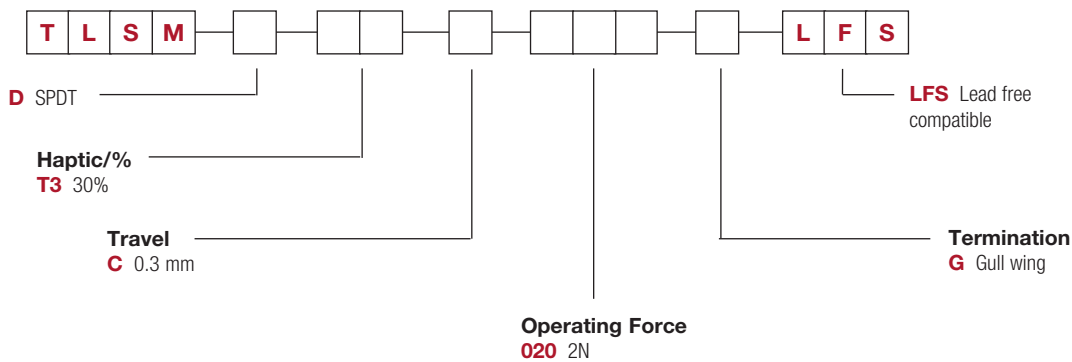 T L S M L F S
D SPDT
LFS Lead free
compatible
Haptic/%
T3 30%
Travel
C 0.3 mm
Termination
G Gull wing
Operating Force
020 2N